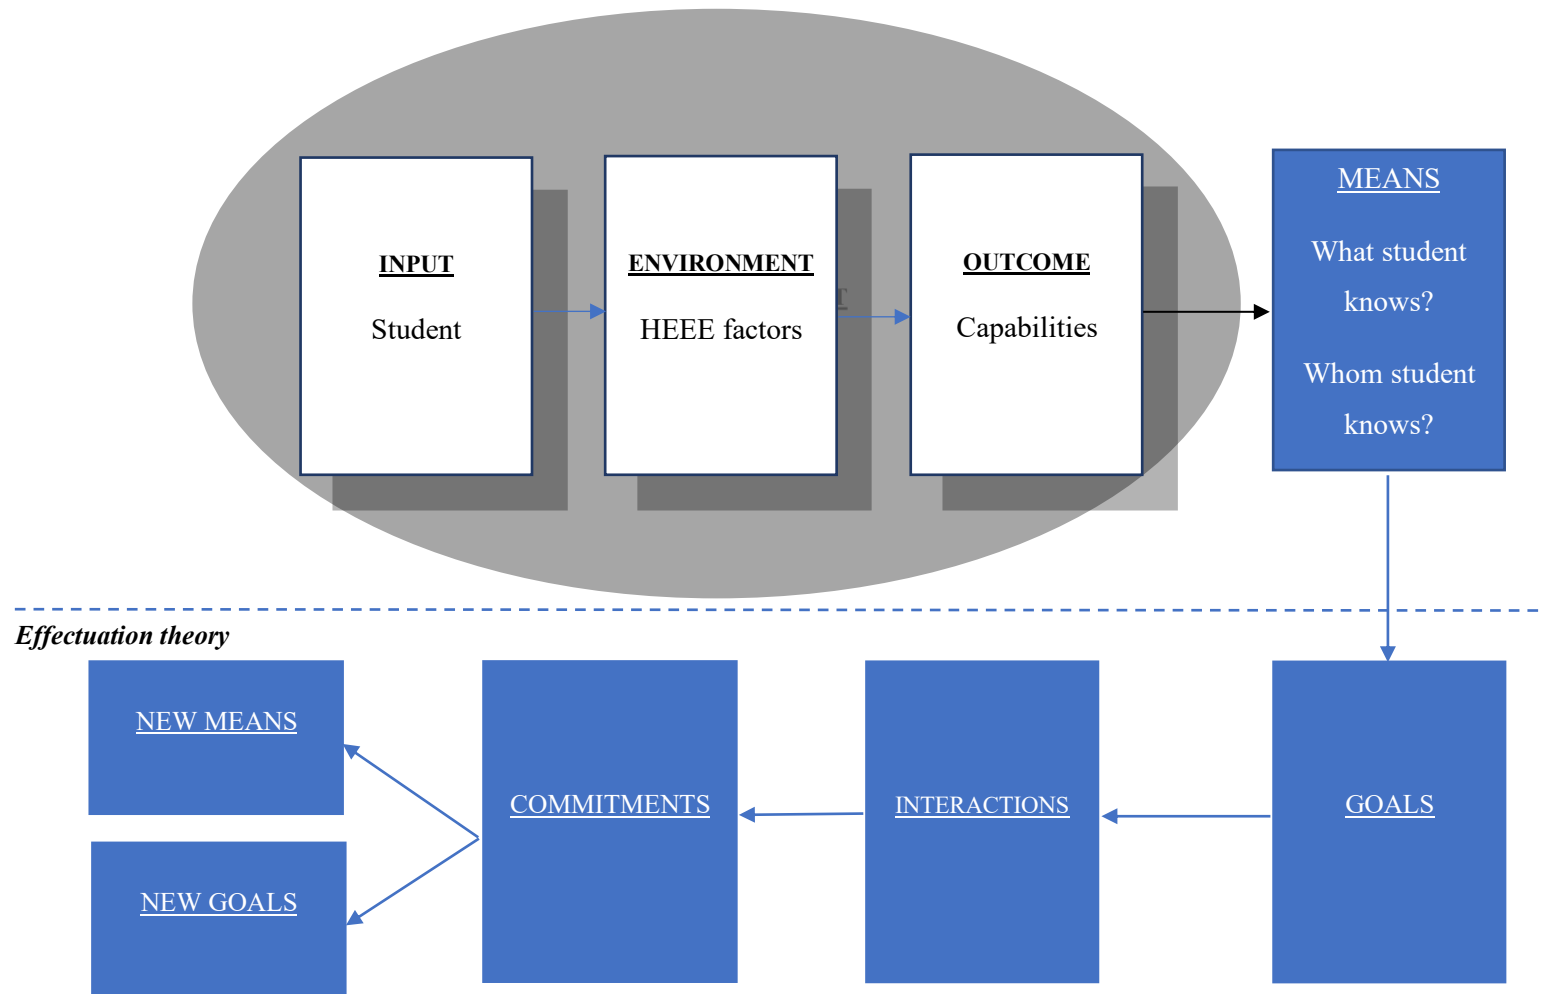 INPUT
Student
ENVIRONMENT
HEEE factors
OUTCOME
Capabilities
MEANS
What student
knows?
Whom student
knows?
Effectuation theory
NEW MEANS
NEW GOALS
COMMITMENTS
INTERACTIONS
GOALS